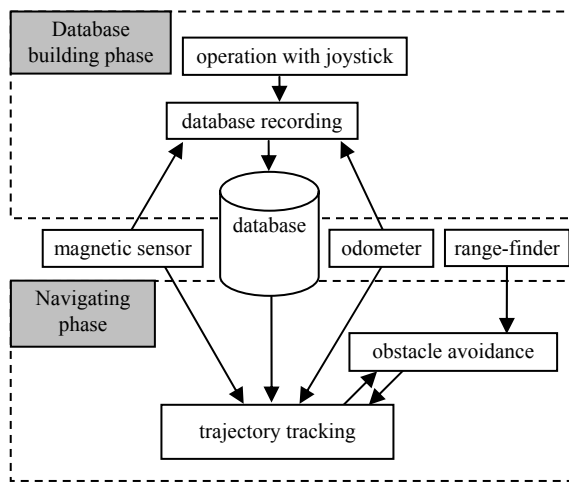 Database
building phase
operation with joystick
database recording
database
magnetic sensor
odometer
range-finder
Navigating
phase
obstacle avoidance
trajectory tracking